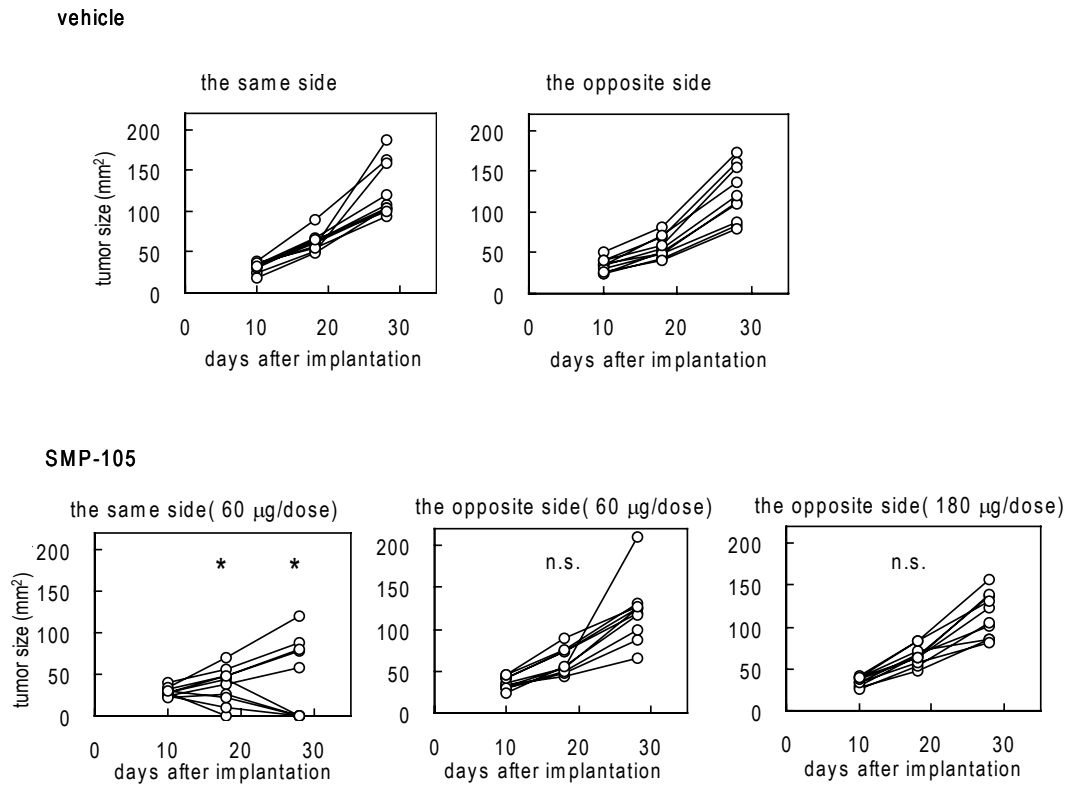 vehicle
the same side
the opposite side
tumor size (mm²)
200
150
100
50
0
0 10 20 30
days after implantation
200
150
100
50
0
0 10 20 30
days after implantation
SMP-105
the same side( 60 µg/dose)
the opposite side( 60 µg/dose)
the opposite side( 180 µg/dose)
tumor size (mm²)
200
150
100
50
0
* *
0 10 20 30
days after implantation
200
150
100
50
0
n.s.
0 10 20 30
days after implantation
200
150
100
50
0
n.s.
0 10 20 30
days after implantation